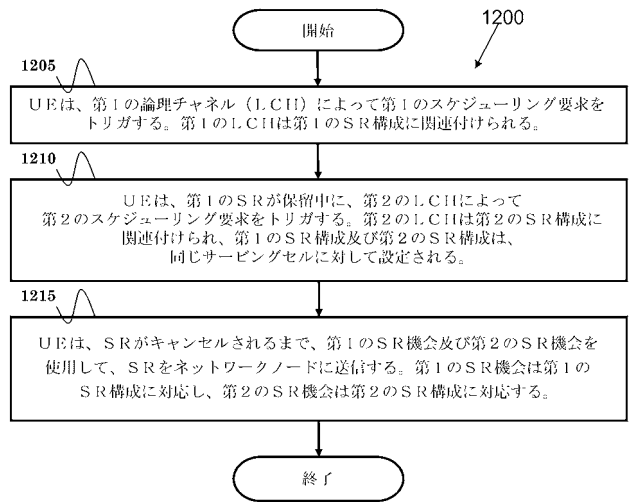 開始
1200
1205
UEは、第1の論理チャネル（LCH）によって第1のスケジューリング要求を
トリガする。第1のLCHは第1のSR構成に関連付けられる。
1210
UEは、第1のSRが保留中に、第2のLCHによって
第2のスケジューリング要求をトリガする。第2のLCHは第2のSR構成に
関連付けられ、第1のSR構成及び第2のSR構成は、
同じサービングセルに対して設定される。
1215
UEは、SRがキャンセルされるまで、第1のSR機会及び第2のSR機会を
使用して、SRをネットワークノードに送信する。第1のSR機会は第1の
SR構成に対応し、第2のSR機会は第2のSR構成に対応する。
終了